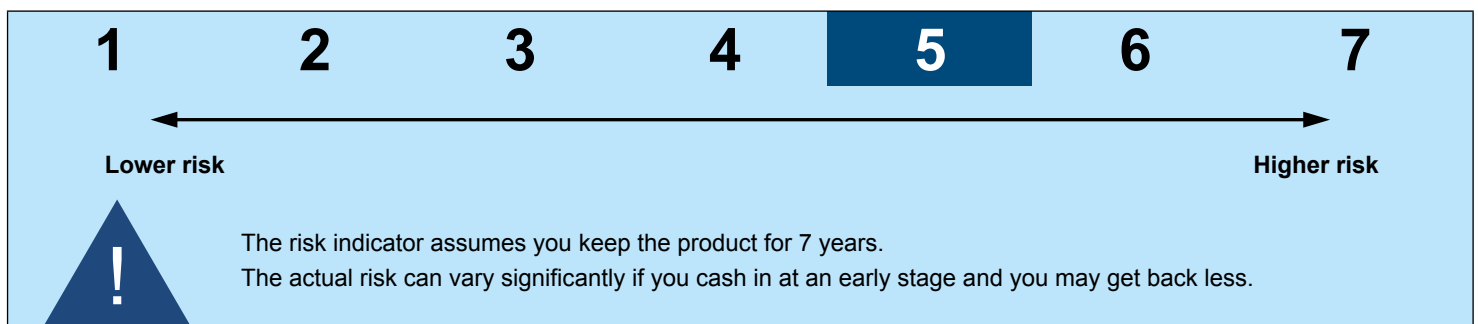 1 2 3 4 5 6 7
Lower risk Higher risk
!
The risk indicator assumes you keep the product for 7 years.
The actual risk can vary significantly if you cash in at an early stage and you may get back less.